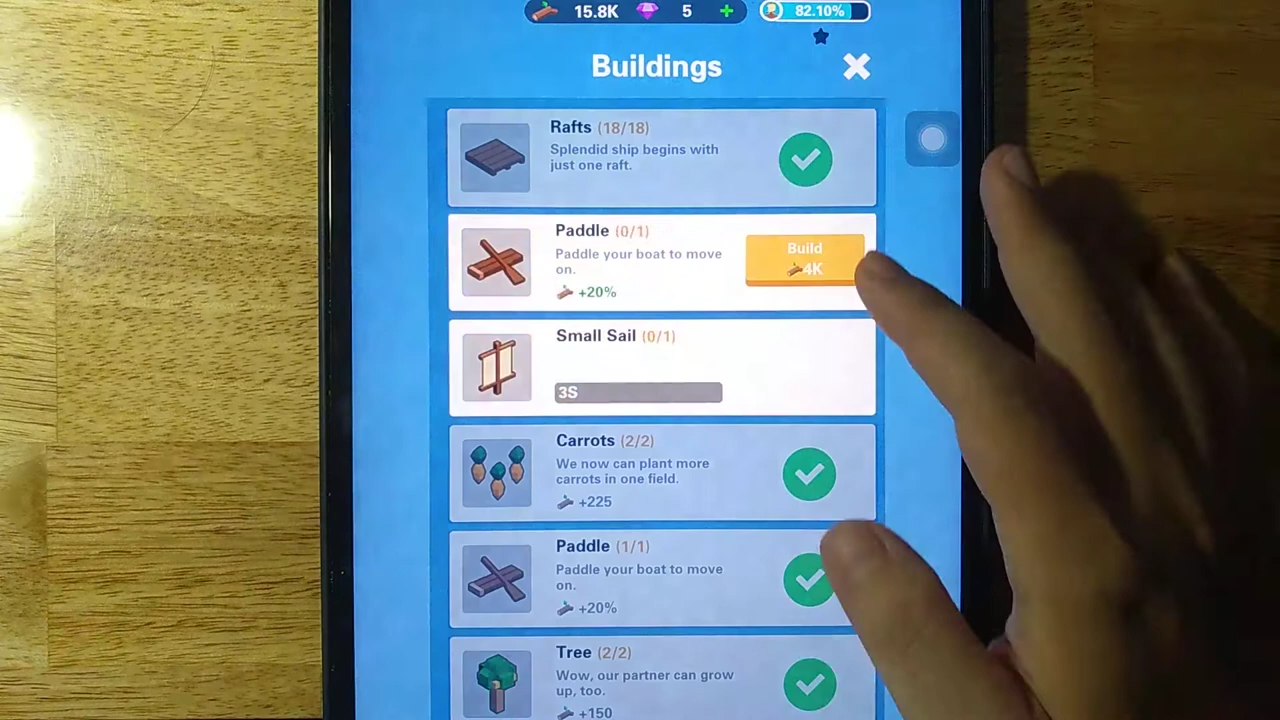 15.8K 5 + 82.10%
Buildings
Rafts (18/18)
Splendid ship begins with
just one raft.
Paddle (0/1)
Paddle your boat to move
on.
+20%
Build
4K
Small Sail (0/1)
3S
Carrots (2/2)
We now can plant more
carrots in one field.
+225
Paddle (1/1)
Paddle your boat to move
on.
+20%
Tree (2/2)
Wow, our partner can grow
up, too.
+150